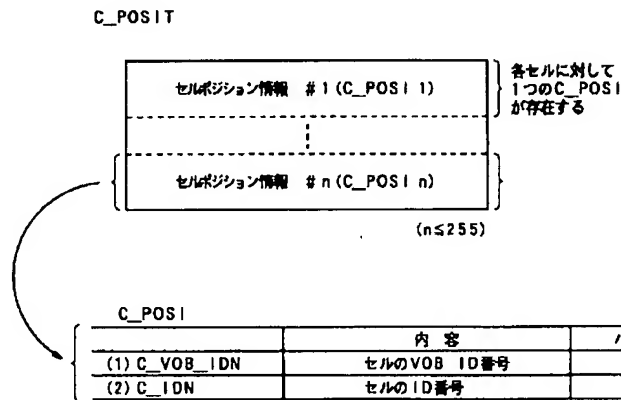 C_POSIT
セルポジション情報 #1(C_POSI 1)
各セルに対して
1つのC_POSI
が存在する
セルポジション情報 #n(C_POSI n)
(n≤255)
C_POSI
内 容
(1) C_VOB_IDN セルのVOB ID番号
(2) C_IDN セルのID番号